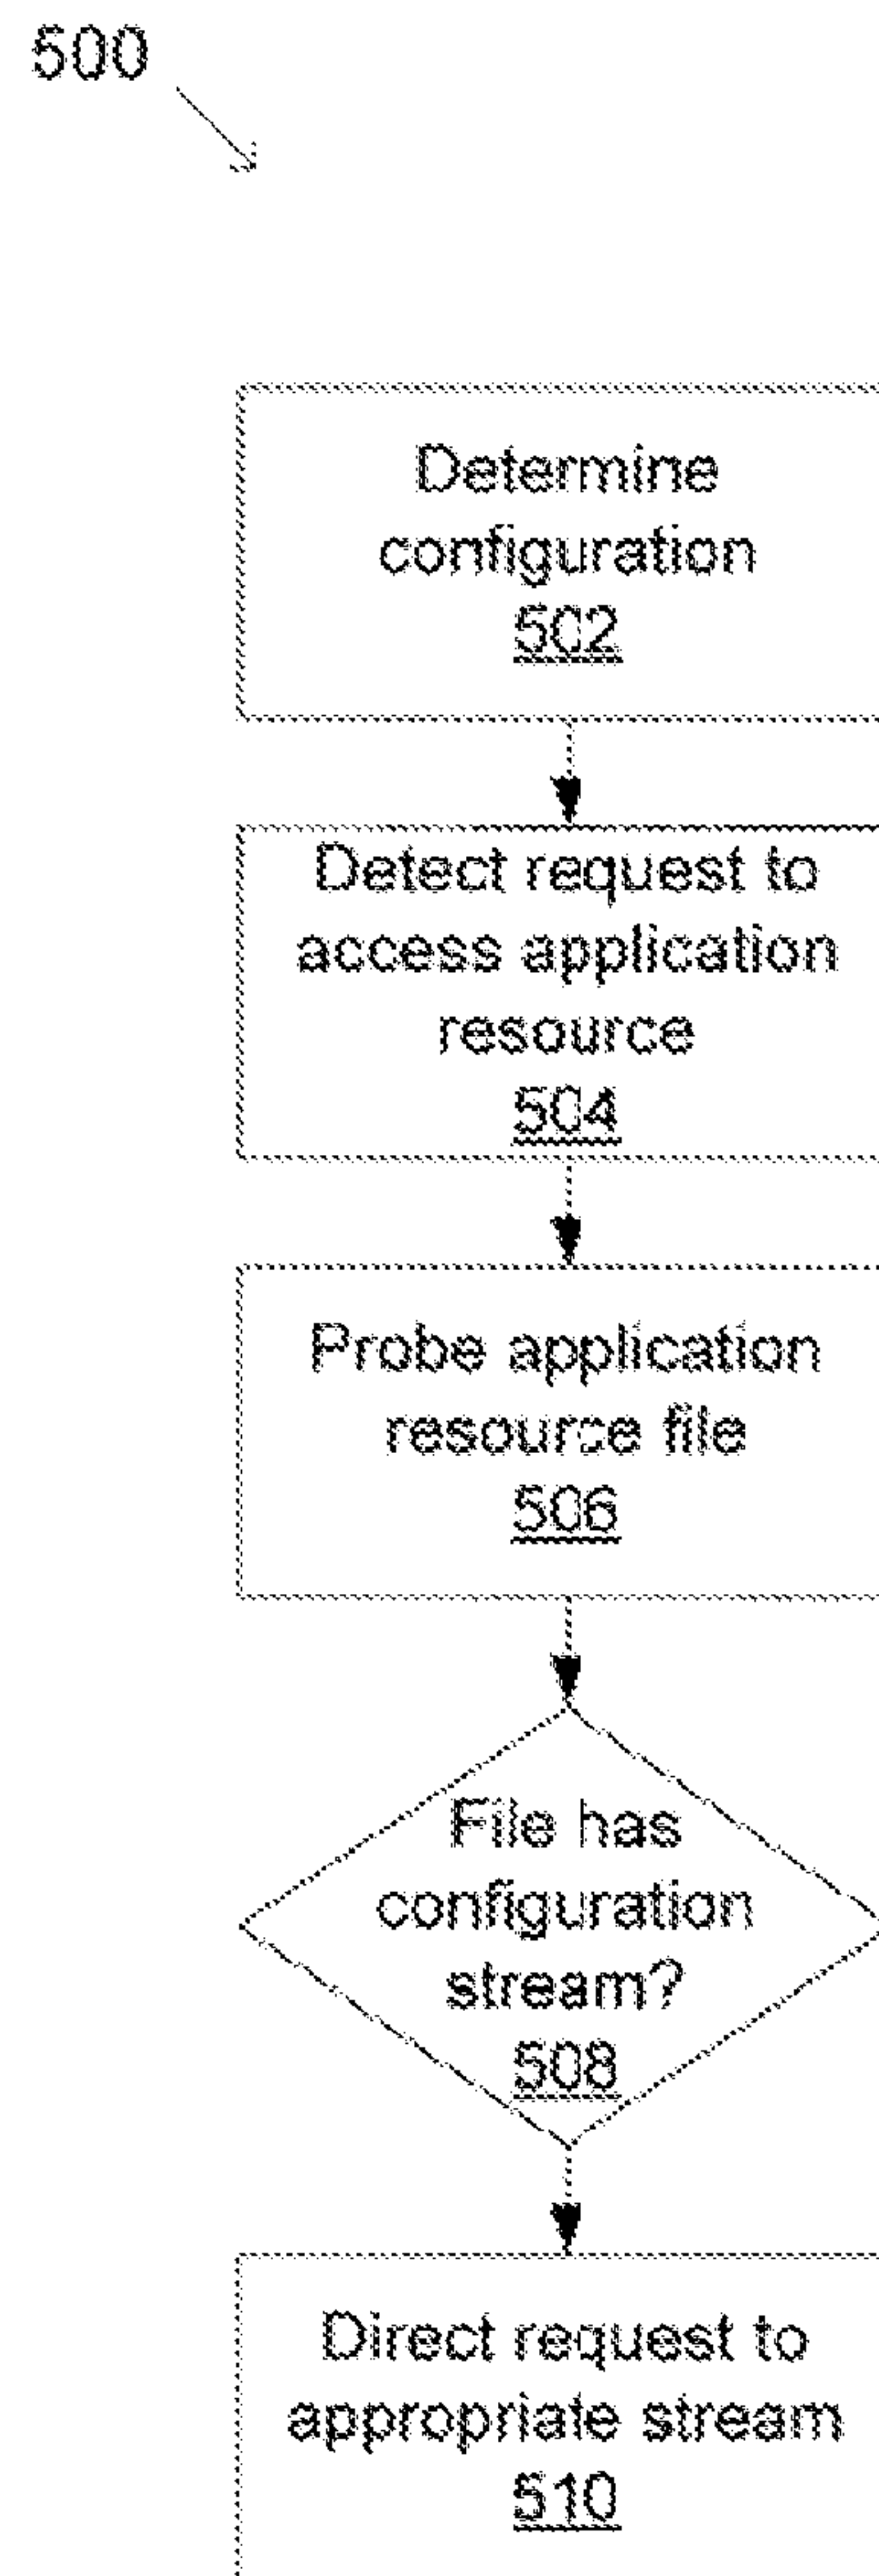 500
Determine
configuration
502
Detect request to
access application
resource
504
Probe application
resource file
506
File has
configuration
stream?
508
Direct request to
appropriate stream
510